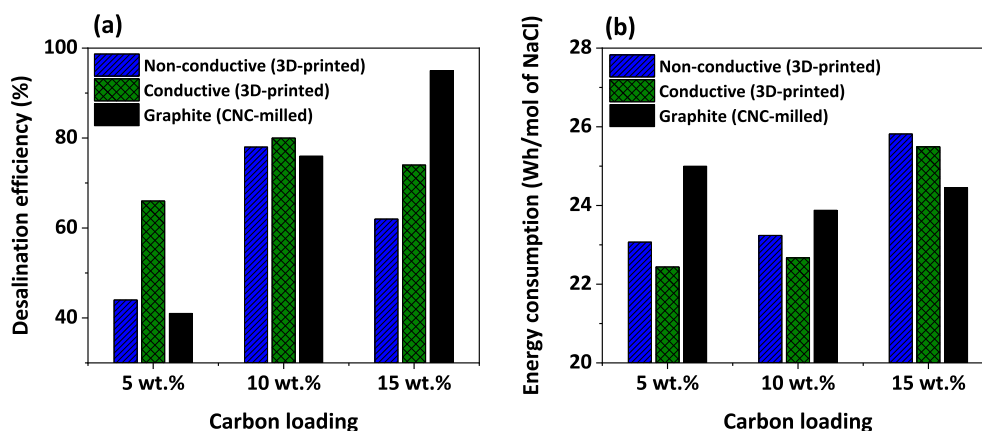 (a)
Desalination efficiency (%)
100
80
60
40
Non-conductive (3D-printed)
Conductive (3D-printed)
Graphite (CNC-milled)
5 wt.%
10 wt.%
15 wt.%
Carbon loading
(b)
Energy consumption (Wh/mol of NaCl)
28
26
24
22
20
Non-conductive (3D-printed)
Conductive (3D-printed)
Graphite (CNC-milled)
5 wt.%
10 wt.%
15 wt.%
Carbon loading